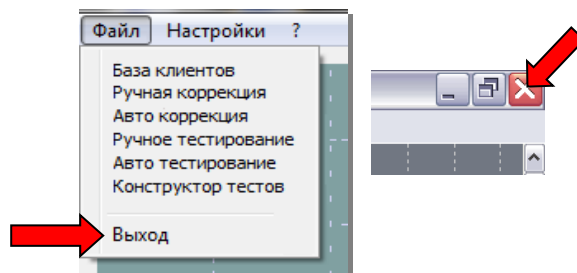 Файл Настройки ?
База клиентов
Ручная коррекция
Авто коррекция
Ручное тестирование
Авто тестирование
Конструктор тестов
Выход